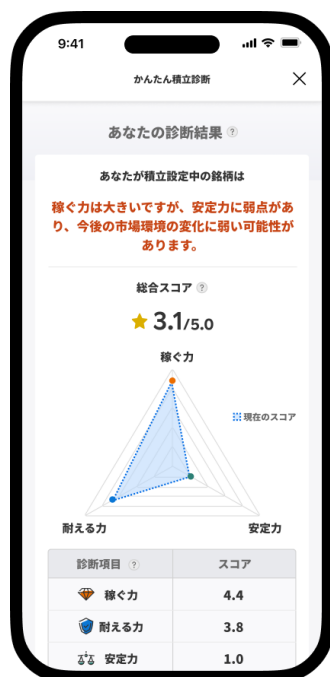 9:41
かんたん積立診断
あなたの診断結果 ?
あなたが積立設定中の銘柄は
稼ぐ力は大きいですが、安定力に弱点があ
り、今後の市場環境の変化に弱い可能性が
あります。
総合スコア ?
3.1/5.0
稼ぐ力
現在のスコア
耐える力 安定力
診断項目 ? スコア
稼ぐ力 4.4
耐える力 3.8
安定力 1.0